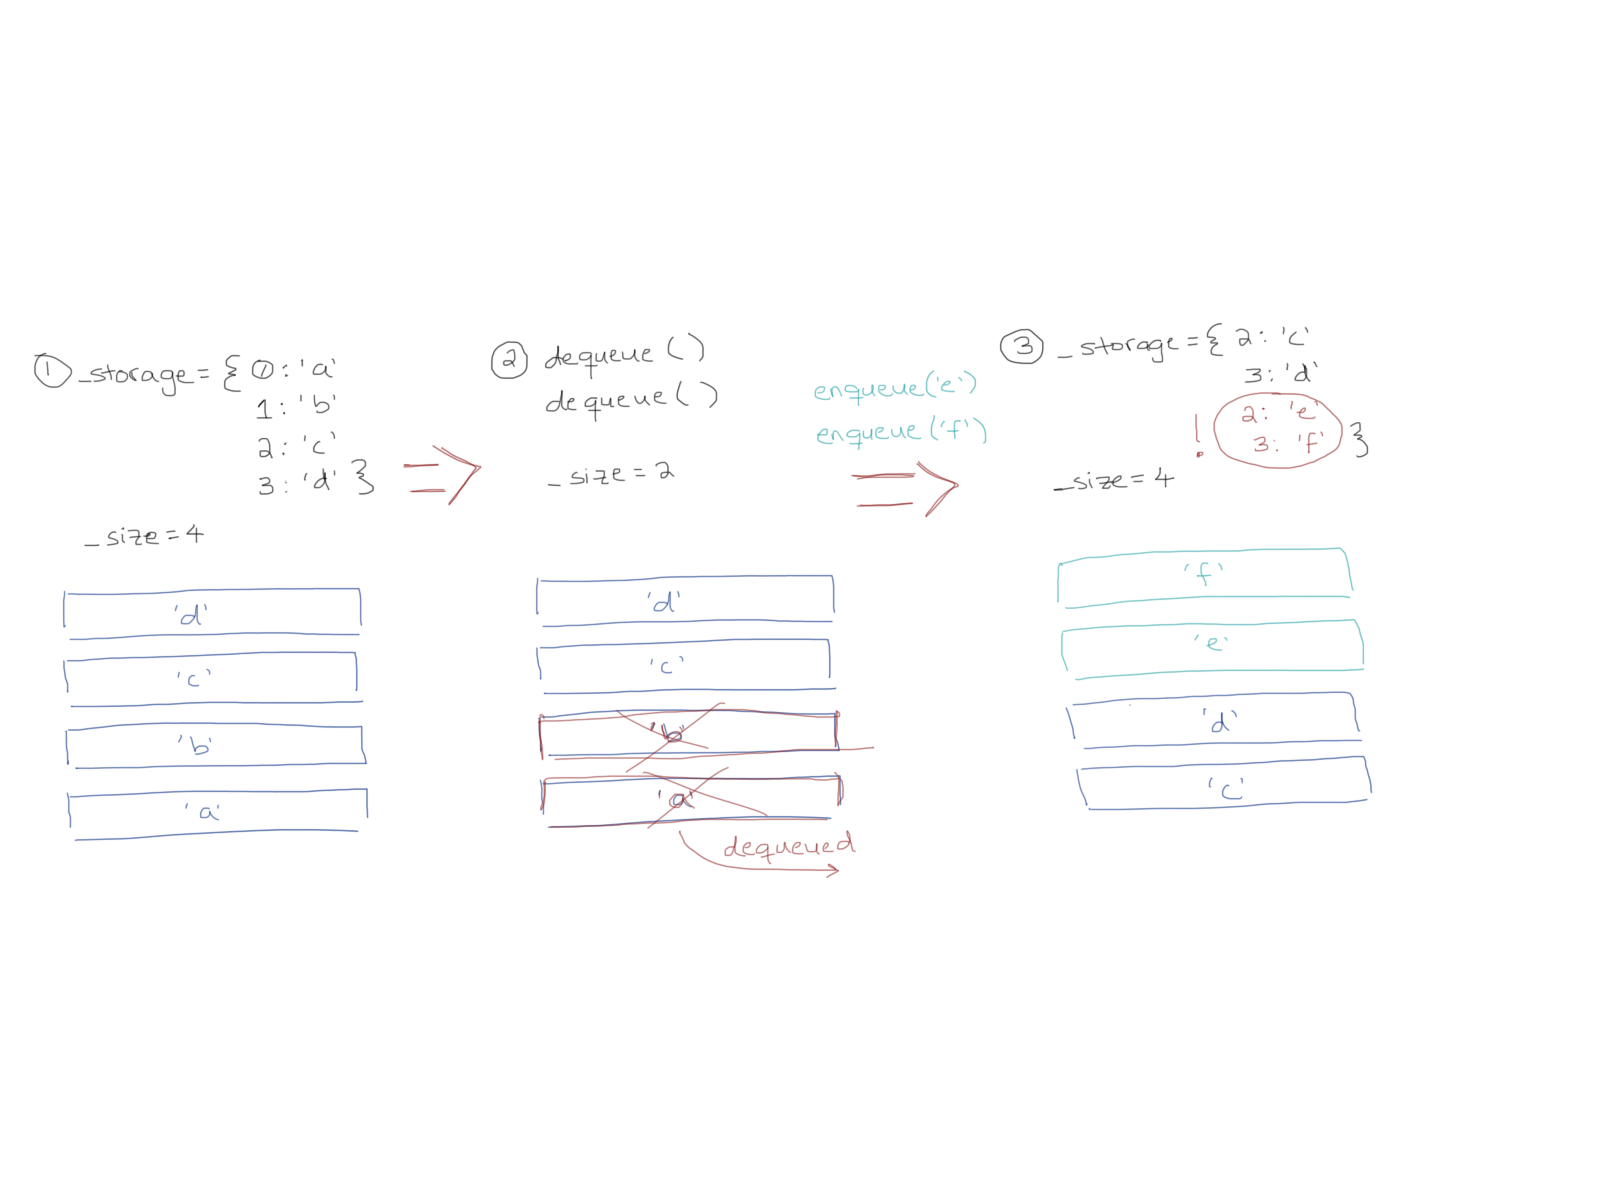 ① _storage = { 0 : 'a'
1 : 'b'
2 : 'c'
3 : 'd' }
_size = 4
'd'
'c'
'b'
'a'
② dequeue ( )
dequeue ( )
_size = 2
'd'
'c'
'b'
'a'
dequeued
enqueue('e')
enqueue('f')
③ _storage = { 2 : 'c'
3 : 'd'
! 2 : 'e'
3 : 'f' }
_size = 4
'f'
'e'
'd'
'c'